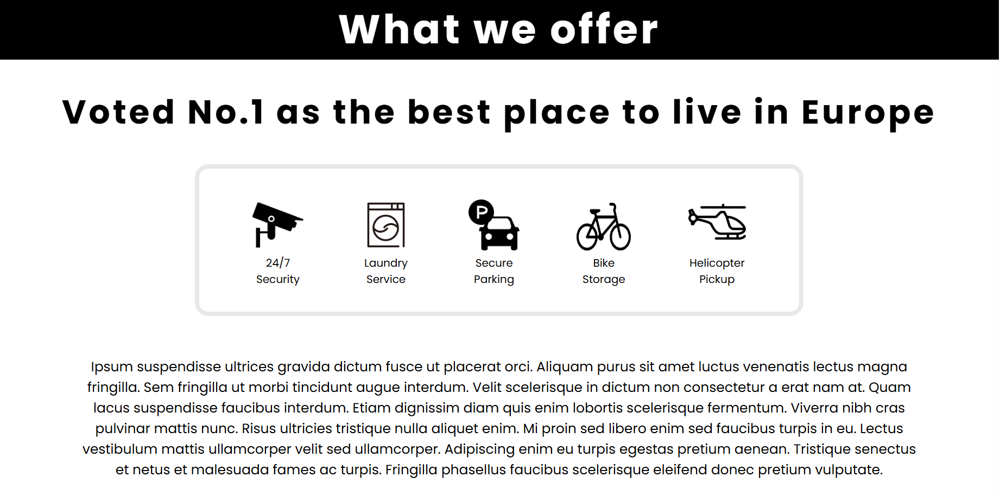 What we offer
Voted No.1 as the best place to live in Europe
P
24/7
Security
Laundry
Service
Secure
Parking
Bike
Storage
Helicopter
Pickup
Ipsum suspendisse ultrices gravida dictum fusce ut placerat orci. Aliquam purus sit amet luctus venenatis lectus magna
fringilla. Sem fringilla ut morbi tincidunt augue interdum. Velit scelerisque in dictum non consectetur a erat nam at. Quam
lacus suspendisse faucibus interdum. Etiam dignissim diam quis enim lobortis scelerisque fermentum. Viverra nibh cras
pulvinar mattis nunc. Risus ultricies tristique nulla aliquet enim. Mi proin sed libero enim sed faucibus turpis in eu. Lectus
vestibulum mattis ullamcorper velit sed ullamcorper. Adipiscing enim eu turpis egestas pretium aenean. Tristique senectus
et netus et malesuada fames ac turpis. Fringilla phasellus faucibus scelerisque eleifend donec pretium vulputate.